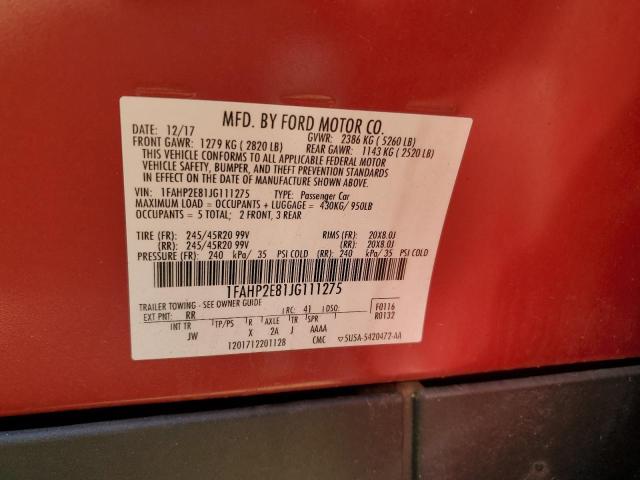 MFD. BY FORD MOTOR CO.
DATE: 12/17 GVWR: 2386 KG ( 5260 LB)
FRONT GAWR: 1279 KG ( 2820 LB) REAR GAWR: 1143 KG ( 2520 LB)
THIS VEHICLE CONFORMS TO ALL APPLICABLE FEDERAL MOTOR
VEHICLE SAFETY, BUMPER, AND THEFT PREVENTION STANDARDS
IN EFFECT ON THE DATE OF MANUFACTURE SHOWN ABOVE.
VIN: 1FAHP2E81JG111275 TYPE: Passenger Car
MAXIMUM LOAD = OCCUPANTS + LUGGAGE = 430KG/ 950LB
OCCUPANTS = 5 TOTAL; 2 FRONT, 3 REAR
TIRE (FR): 245/45R20 99V RIMS (FR): 20X8.0J
(RR): 245/45R20 99V (RR): 20X8.0J
PRESSURE (FR): 240 kPa/ 35 PSI COLD (RR): 240 kPa/ 35 PSI COLD
1FAHP2E81JG111275
TRAILER TOWING - SEE OWNER GUIDE
EXT PNT: RR RC: 41 DSO: F0116
INT TR TP/PS R AXLE TR SPR R0132
JW X 2A J AAAA
1201712201128 CMC ▽5U5A-5420472-AA